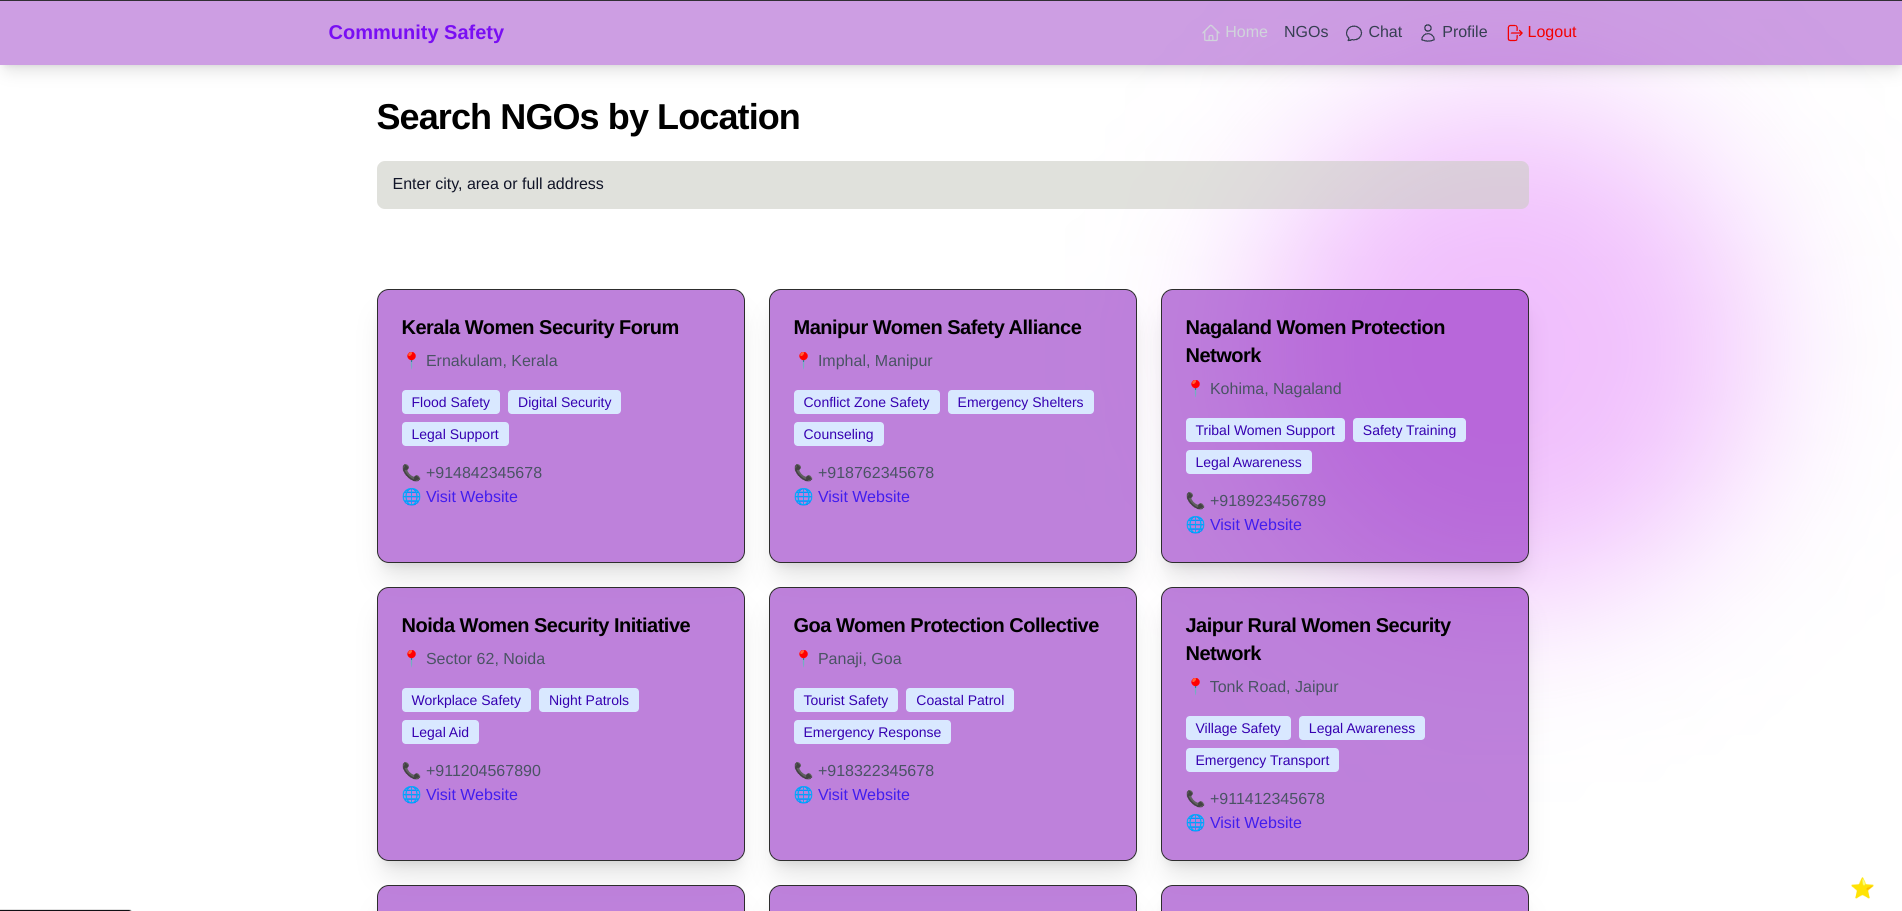 Community Safety
Home NGOs Chat Profile Logout
Search NGOs by Location
Enter city, area or full address
Kerala Women Security Forum
Ernakulam, Kerala
Flood Safety Digital Security
Legal Support
+914842345678
Visit Website
Manipur Women Safety Alliance
Imphal, Manipur
Conflict Zone Safety Emergency Shelters
Counseling
+918762345678
Visit Website
Nagaland Women Protection
Network
Kohima, Nagaland
Tribal Women Support Safety Training
Legal Awareness
+918923456789
Visit Website
Noida Women Security Initiative
Sector 62, Noida
Workplace Safety Night Patrols
Legal Aid
+911204567890
Visit Website
Goa Women Protection Collective
Panaji, Goa
Tourist Safety Coastal Patrol
Emergency Response
+918322345678
Visit Website
Jaipur Rural Women Security
Network
Tonk Road, Jaipur
Village Safety Legal Awareness
Emergency Transport
+911412345678
Visit Website